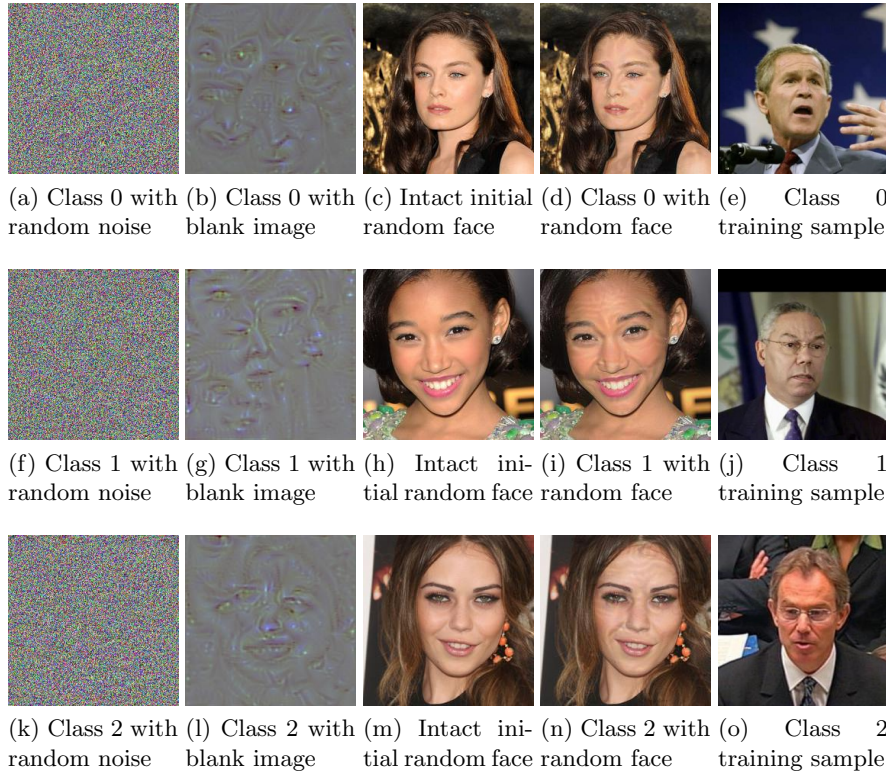 (a) Class 0 with
random noise
(b) Class 0 with
blank image
(c) Intact initial
random face
(d) Class 0 with
random face
(e) Class 0
training sample
(f) Class 1 with
random noise
(g) Class 1 with
blank image
(h) Intact ini-
tial random face
(i) Class 1 with
random face
(j) Class 1
training sample
(k) Class 2 with
random noise
(l) Class 2 with
blank image
(m) Intact ini-
tial random face
(n) Class 2 with
random face
(o) Class 2
training sample